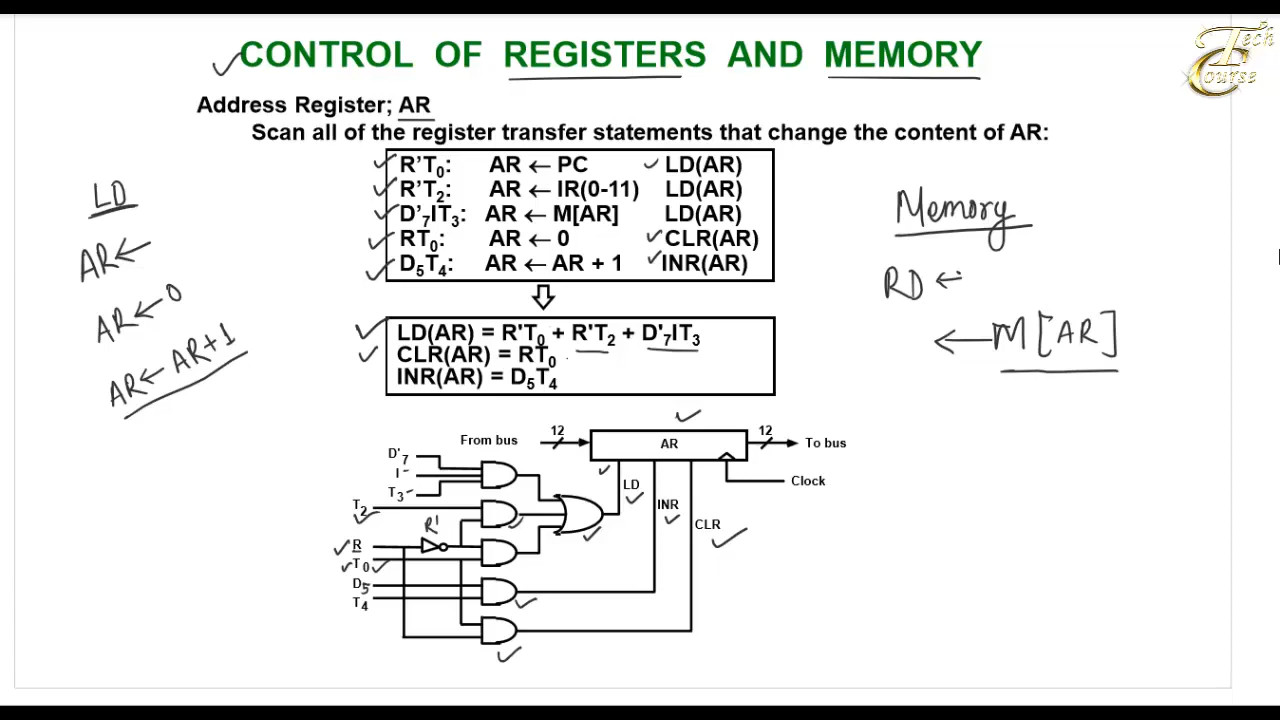 CONTROL OF REGISTERS AND MEMORY
Tech
Course
Address Register; AR
Scan all of the register transfer statements that change the content of AR:
R'T₀: AR ← PC LD(AR)
R'T₂: AR ← IR(0-11) LD(AR)
D'₇IT₃: AR ← M[AR] LD(AR)
RT₀: AR ← 0 CLR(AR)
D₅T₄: AR ← AR + 1 INR(AR)
LD(AR) = R'T₀ + R'T₂ + D'₇IT₃
CLR(AR) = RT₀
INR(AR) = D₅T₄
LD
AR ←
AR ← 0
AR ← AR+1
Memory
RD ←
← M[AR]
From bus
12
AR
12
To bus
Clock
LD
INR
CLR
D'₇
I
T₃
T₂
R'
R
T₀
D₅
T₄